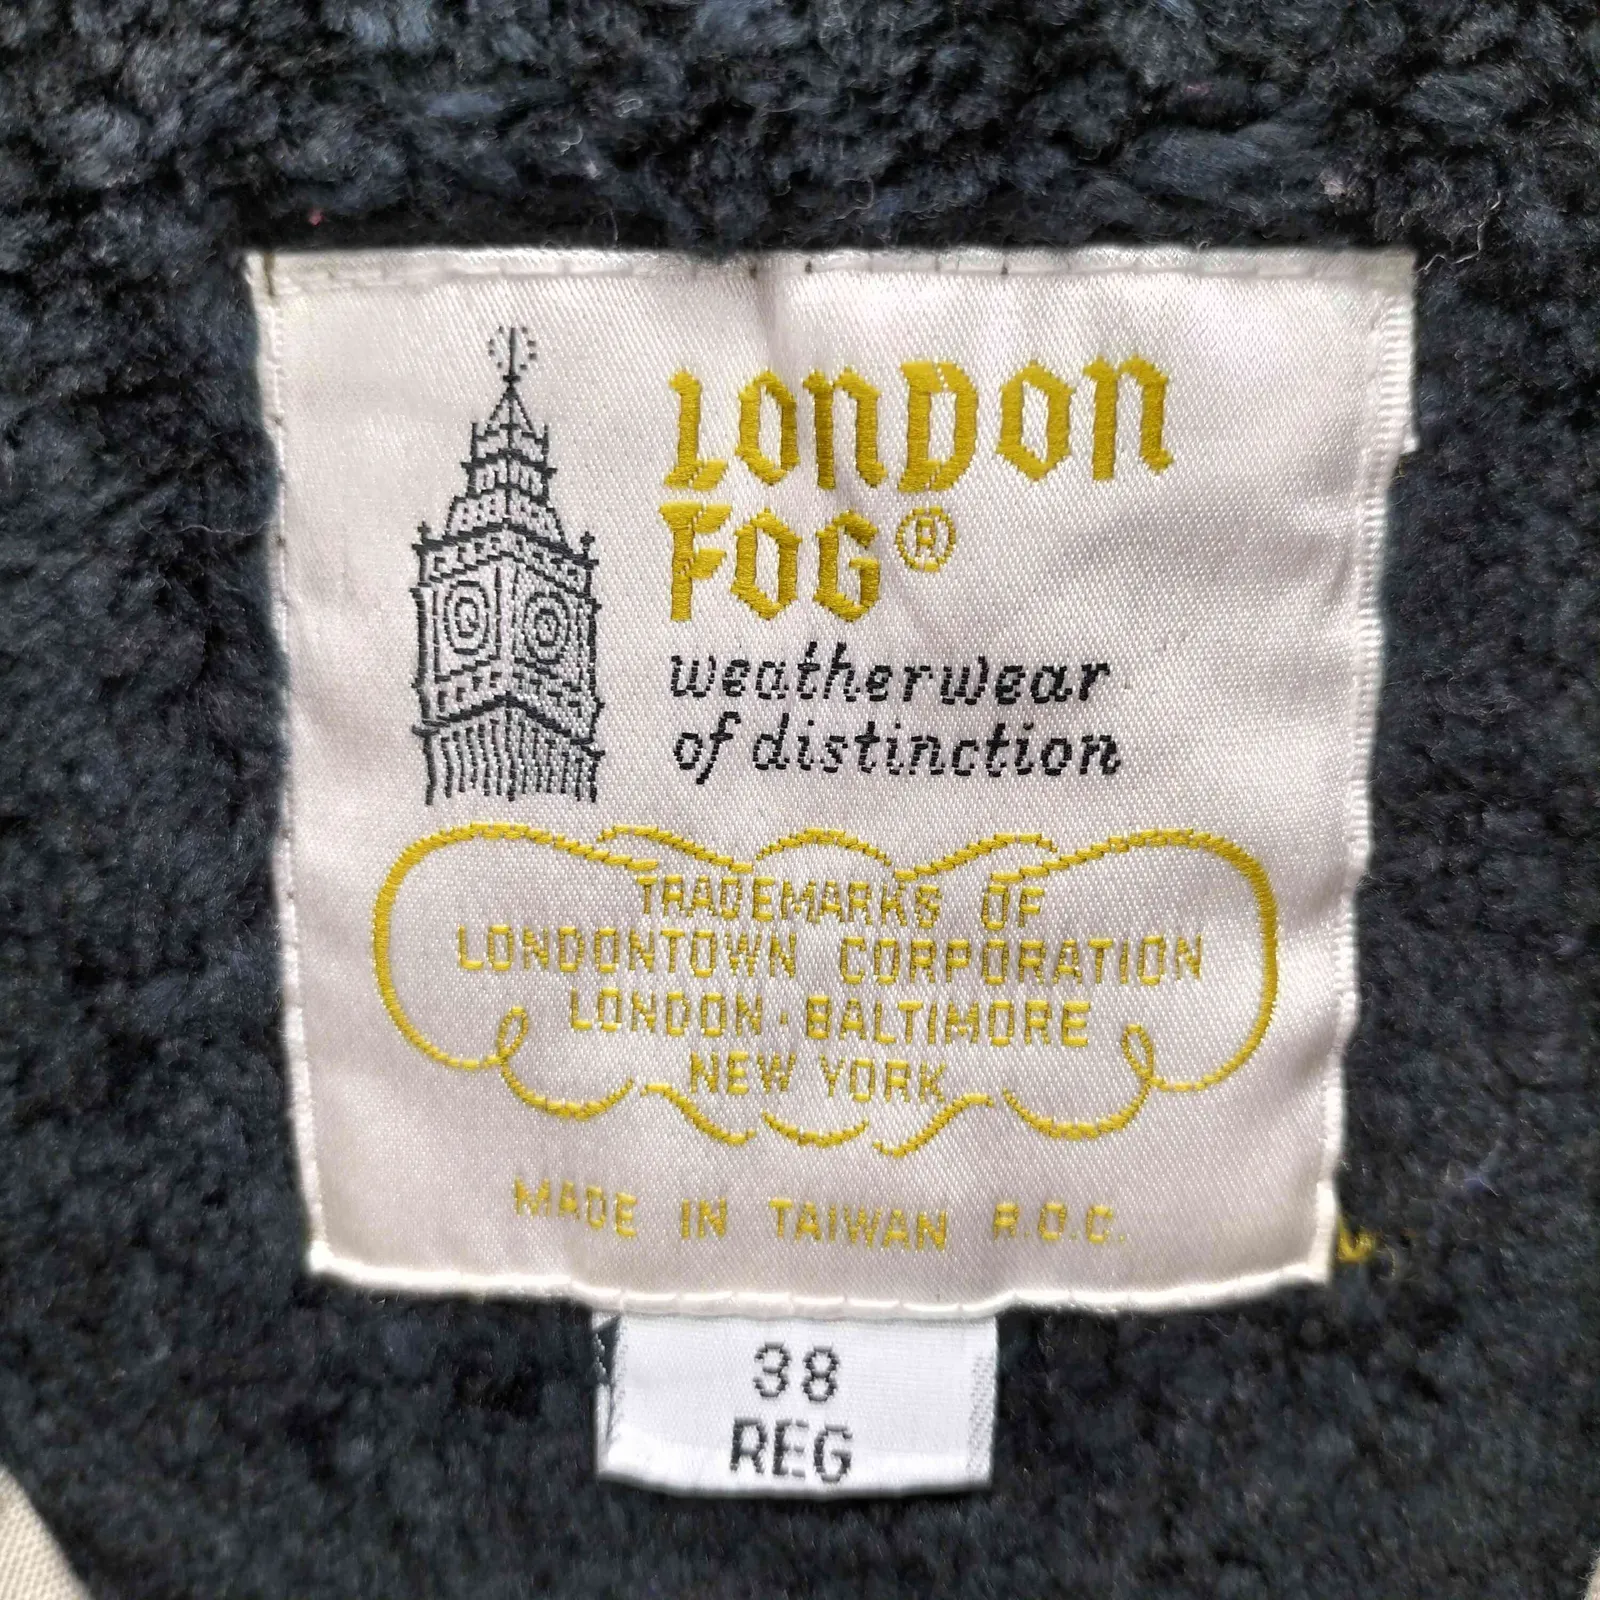 LONDON
FOG®
weatherwear
of distinction
TRADEMARKS OF
LONDONTOWN CORPORATION
LONDON · BALTIMORE
NEW YORK
MADE IN TAIWAN R.O.C.
38
REG